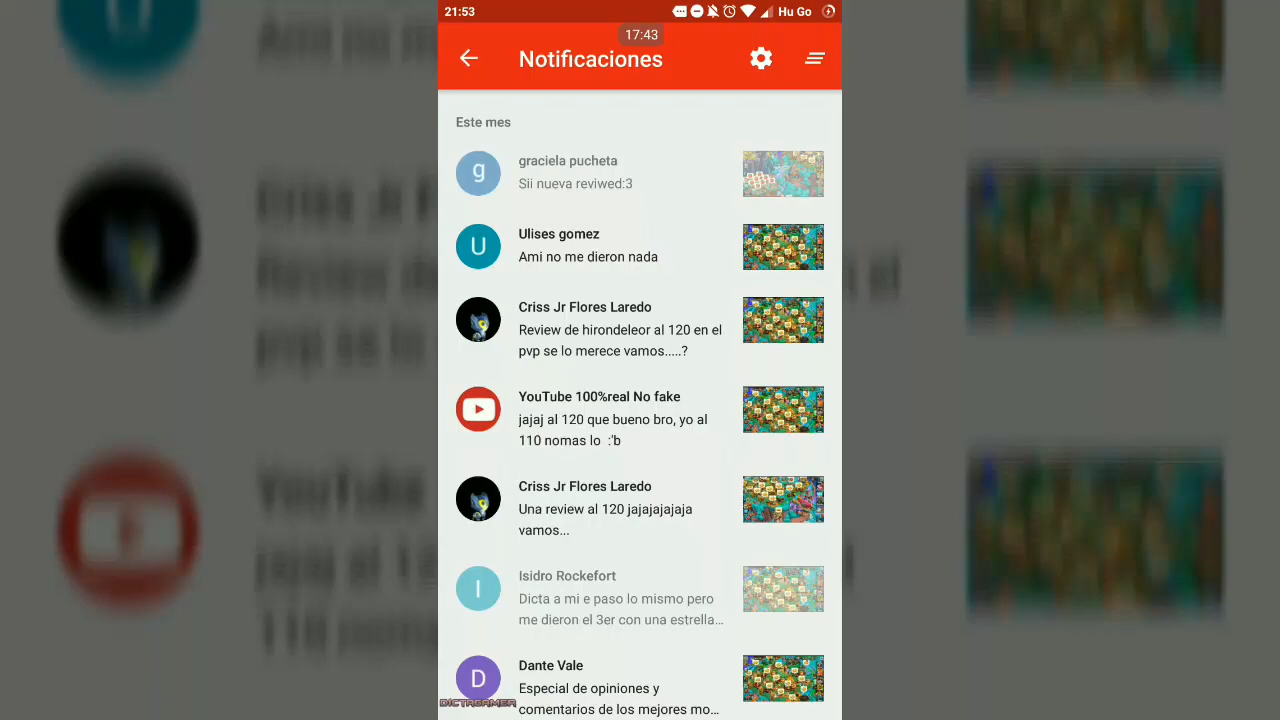 21:53
Hu Go
17:43
Notificaciones
Este mes
g
graciela pucheta
Sii nueva reviwed:3
U
Ulises gomez
Ami no me dieron nada
Criss Jr Flores Laredo
Review de hirondeleor al 120 en el
pvp se lo merece vamos.....?
YouTube 100%real No fake
jajaj al 120 que bueno bro, yo al
110 nomas lo :'b
Criss Jr Flores Laredo
Una review al 120 jajajajajaja
vamos...
I
Isidro Rockefort
Dicta a mi e paso lo mismo pero
me dieron el 3er con una estrella...
D
Dante Vale
Especial de opiniones y
comentarios de los mejores mo...
DICTAGAMER